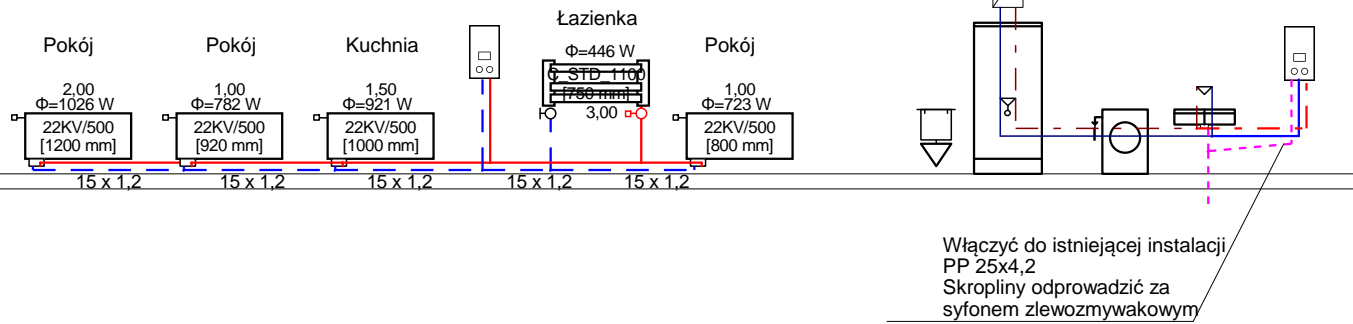 Pokój
2,00
Φ=1026 W
22KV/500
[1200 mm]
Pokój
1,00
Φ=782 W
22KV/500
[920 mm]
Kuchnia
1,50
Φ=921 W
22KV/500
[1000 mm]
Łazienka
Φ=446 W
C_STD_1100
[750 mm]
3,00
Pokój
1,00
Φ=723 W
22KV/500
[800 mm]
15 x 1,2
15 x 1,2
15 x 1,2
15 x 1,2
15 x 1,2
Włączyć do istniejącej instalacji
PP 25x4,2
Skropliny odprowadzić za
syfonem zlewozmywakowym